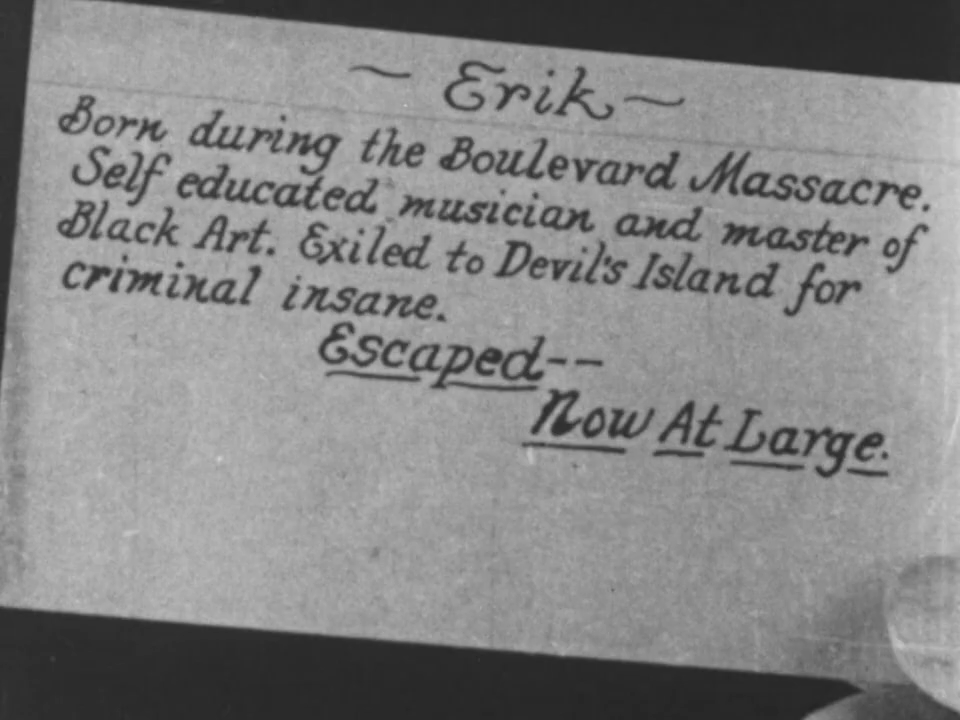 ~ Erik ~
Born during the Boulevard Massacre.
Self educated musician and master of
Black Art. Exiled to Devil's Island for
criminal insane.
Escaped--
Now At Large.